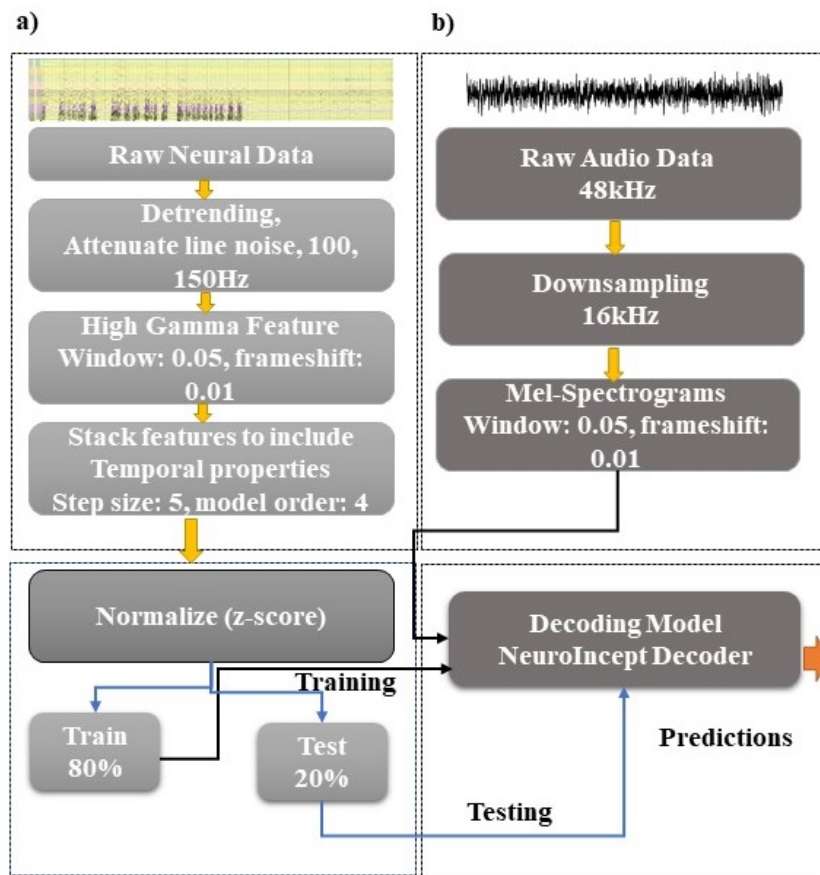 a)
Raw Neural Data
Detrending,
Attenuate line noise, 100,
150Hz
High Gamma Feature
Window: 0.05, frameshift:
0.01
Stack features to include
Temporal properties
Step size: 5, model order: 4
Normalize (z-score)
Train
80%
Test
20%
Training
Testing
b)
Raw Audio Data
48kHz
Downsampling
16kHz
Mel-Spectrograms
Window: 0.05, frameshift:
0.01
Decoding Model
NeuroIncept Decoder
Predictions